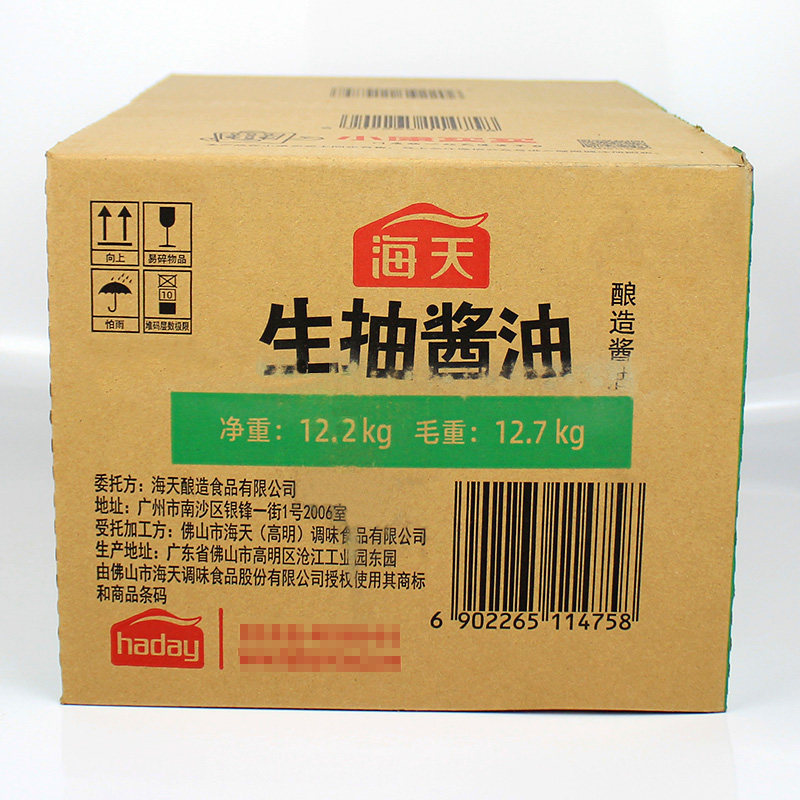 海天
生抽酱油
酿造酱
净重：12.2kg 毛重：12.7kg
向上
易碎物品
怕雨
10
堆码层数极限
委托方：海天酿造食品有限公司
地址：广州市南沙区银锋一街1号2006室
受托加工方：佛山市海天（高明）调味食品有限公司
生产地址：广东省佛山市高明区沧江工业园东园
由佛山市海天调味食品股份有限公司授权使用其商标
和商品条码
haday
6 902265 114758